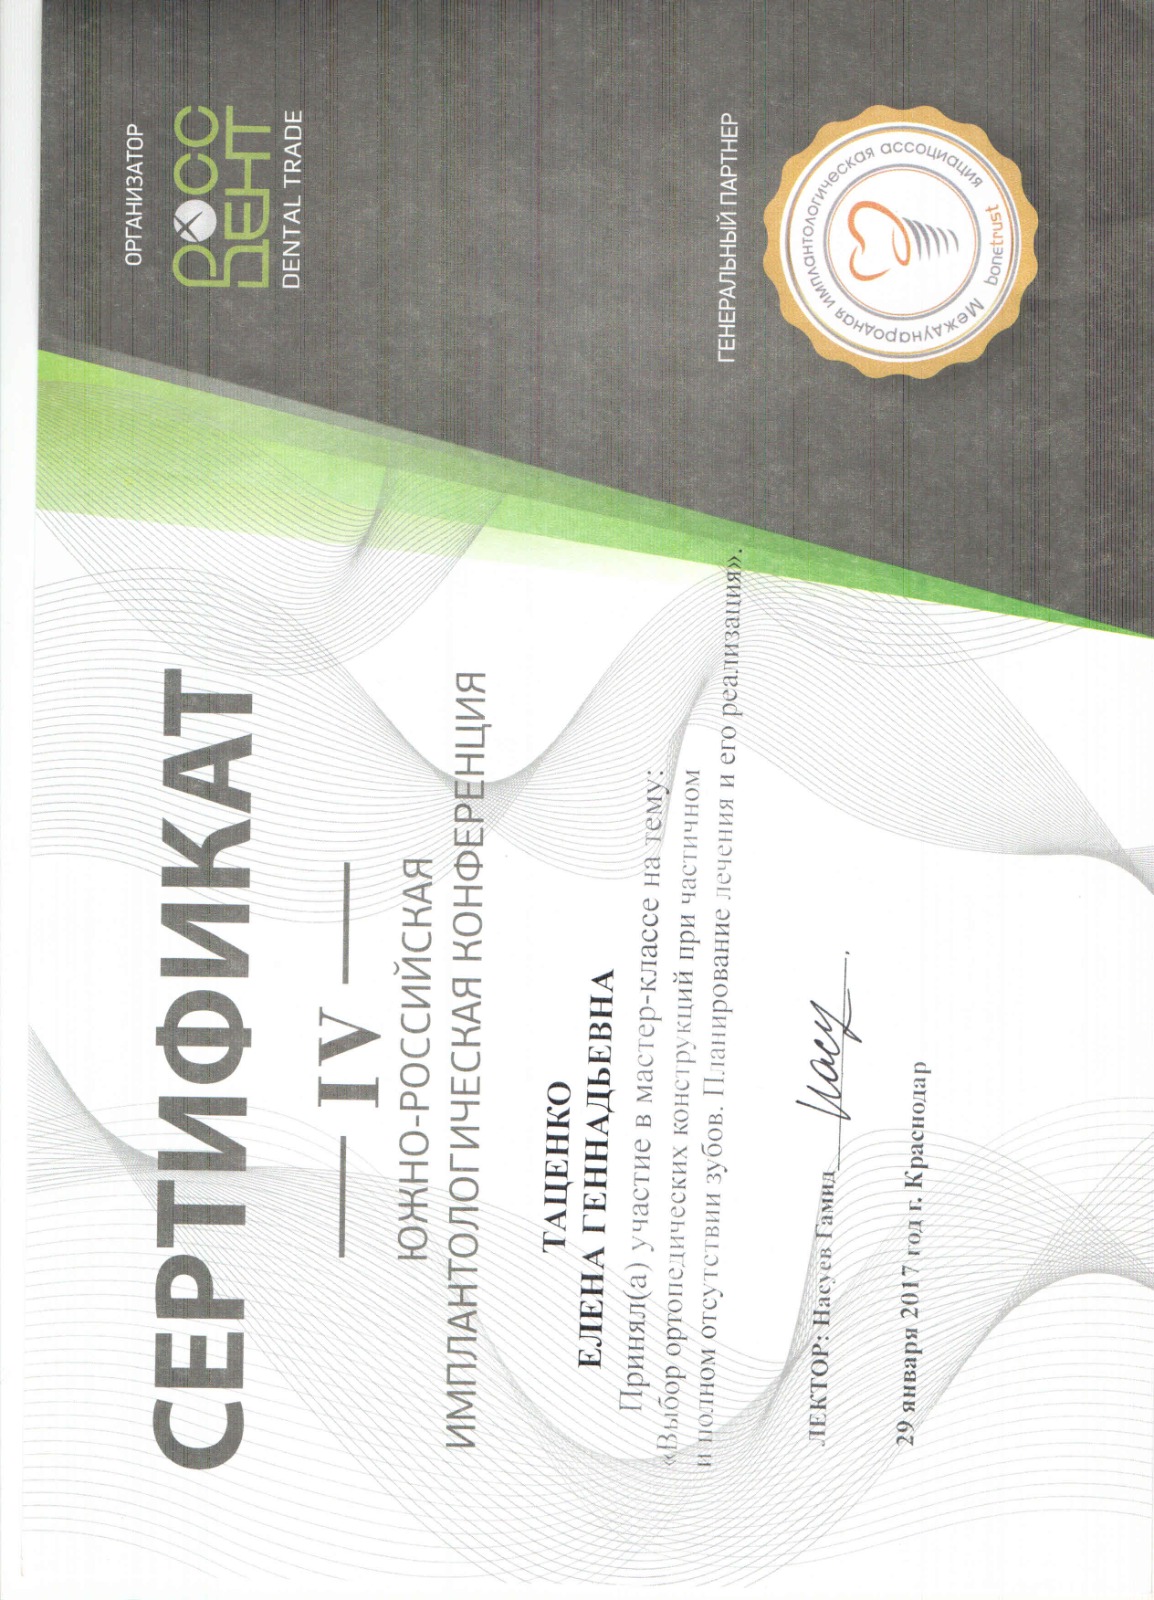 СЕРТИФИКАТ
IV
ЮЖНО-РОССИЙСКАЯ
ИМПЛАНТОЛОГИЧЕСКАЯ КОНФЕРЕНЦИЯ
ТАЦЕНКО
ЕЛЕНА ГЕННАДЬЕВНА
Принял(а) участие в мастер-классе на тему:
«Выбор ортопедических конструкций при частичном
и полном отсутствии зубов. Планирование лечения и его реализация».
ЛЕКТОР: Насуев Гамид
Насу
29 января 2017 год г. Краснодар
ОРГАНИЗАТОР
РОСС
ДЕНТ
DENTAL TRADE
ГЕНЕРАЛЬНЫЙ ПАРТНЕР
Международная имплантологическая ассоциация
bonetrust